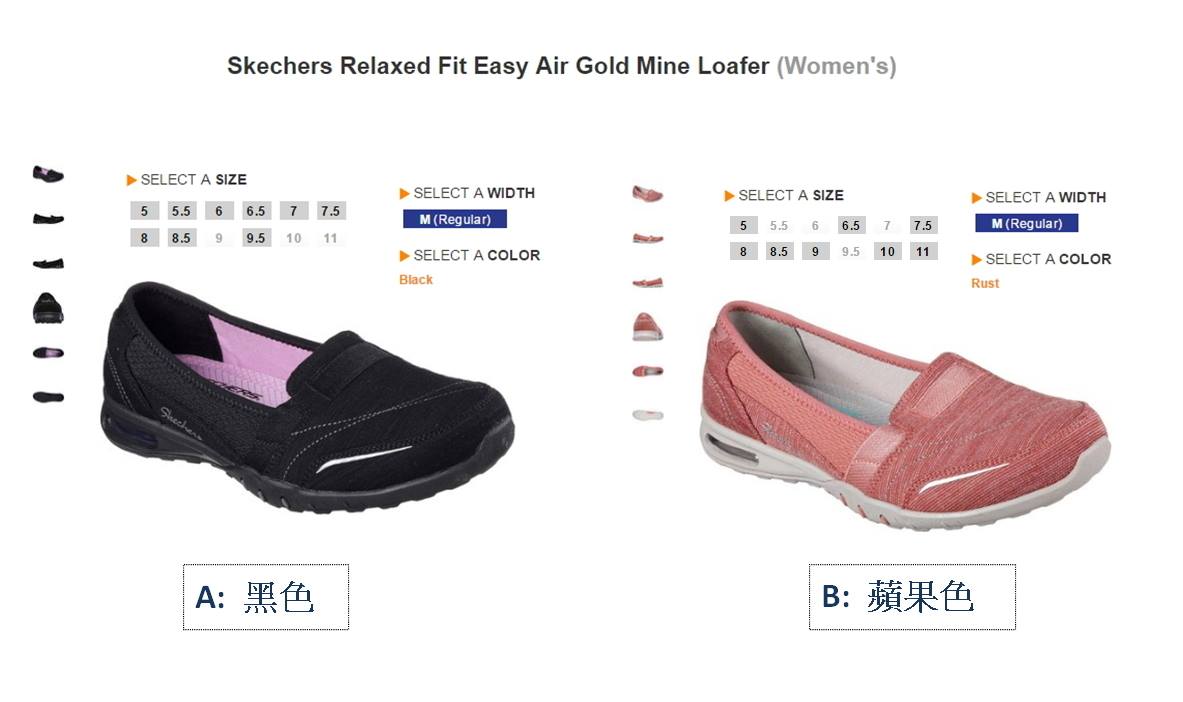 Skechers Relaxed Fit Easy Air Gold Mine Loafer (Women's)
SELECT A SIZE
5 5.5 6 6.5 7 7.5
8 8.5 9 9.5 10 11
SELECT A WIDTH
M (Regular)
SELECT A COLOR
Black
Skechers
A: 黑色
SELECT A SIZE
5 5.5 6 6.5 7 7.5
8 8.5 9 9.5 10 11
SELECT A WIDTH
M (Regular)
SELECT A COLOR
Rust
B: 蘋果色